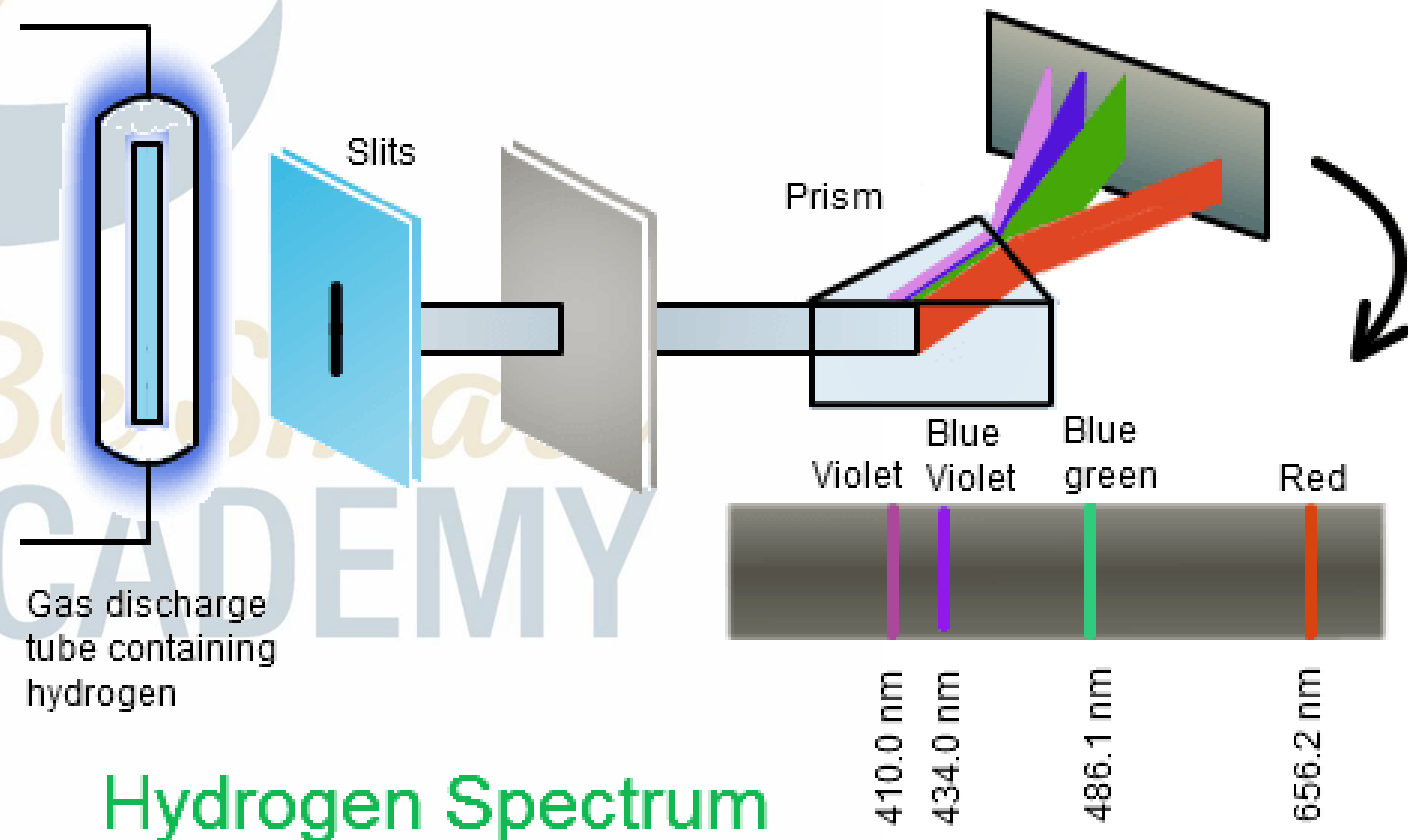 Slits
Prism
Gas discharge
tube containing
hydrogen
Violet
Blue
Violet
Blue
green
Red
410.0 nm
434.0 nm
486.1 nm
656.2 nm
Hydrogen Spectrum